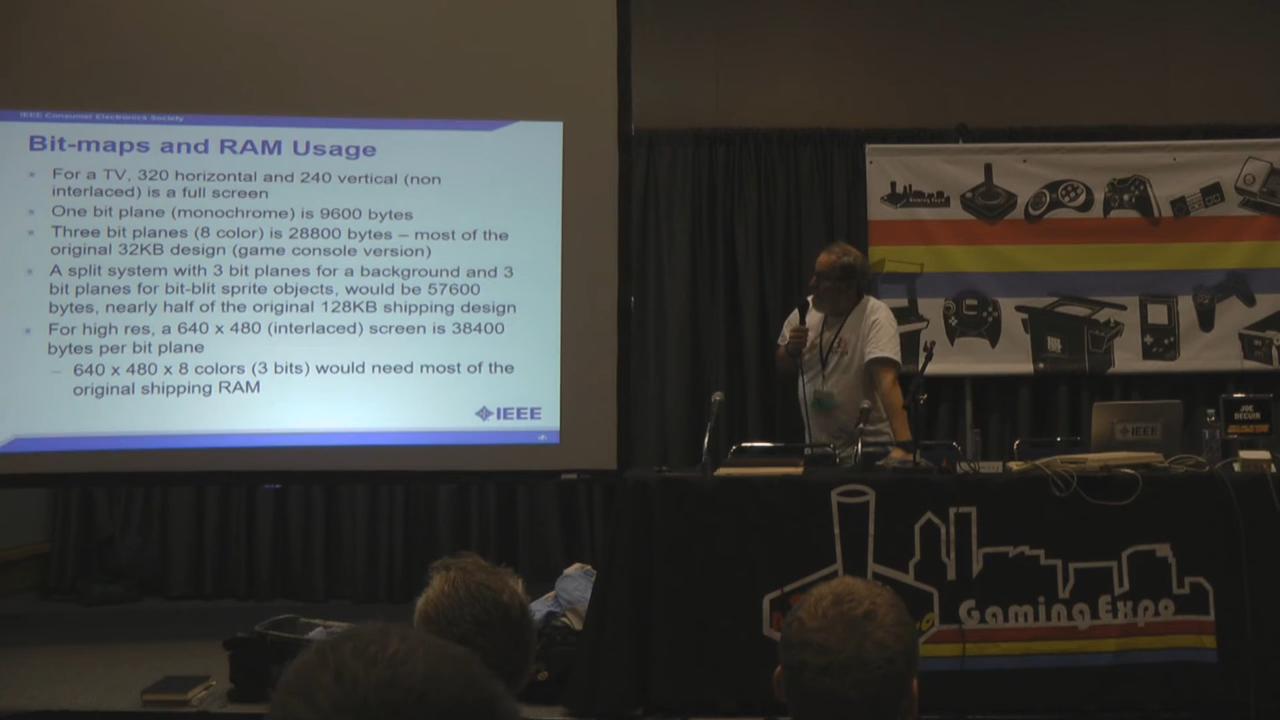 IEEE Consumer Electronics Society
Bit-maps and RAM Usage
For a TV, 320 horizontal and 240 vertical (non
interlaced) is a full screen
One bit plane (monochrome) is 9600 bytes
Three bit planes (8 color) is 28800 bytes – most of the
original 32KB design (game console version)
A split system with 3 bit planes for a background and 3
bit planes for bit-blit sprite objects, would be 57600
bytes, nearly half of the original 128KB shipping design
For high res, a 640 x 480 (interlaced) screen is 38400
bytes per bit plane
– 640 x 480 x 8 colors (3 bits) would need most of the
original shipping RAM
IEEE
Gaming Expo
IEEE
JOE
DECUIR
Gaming Expo